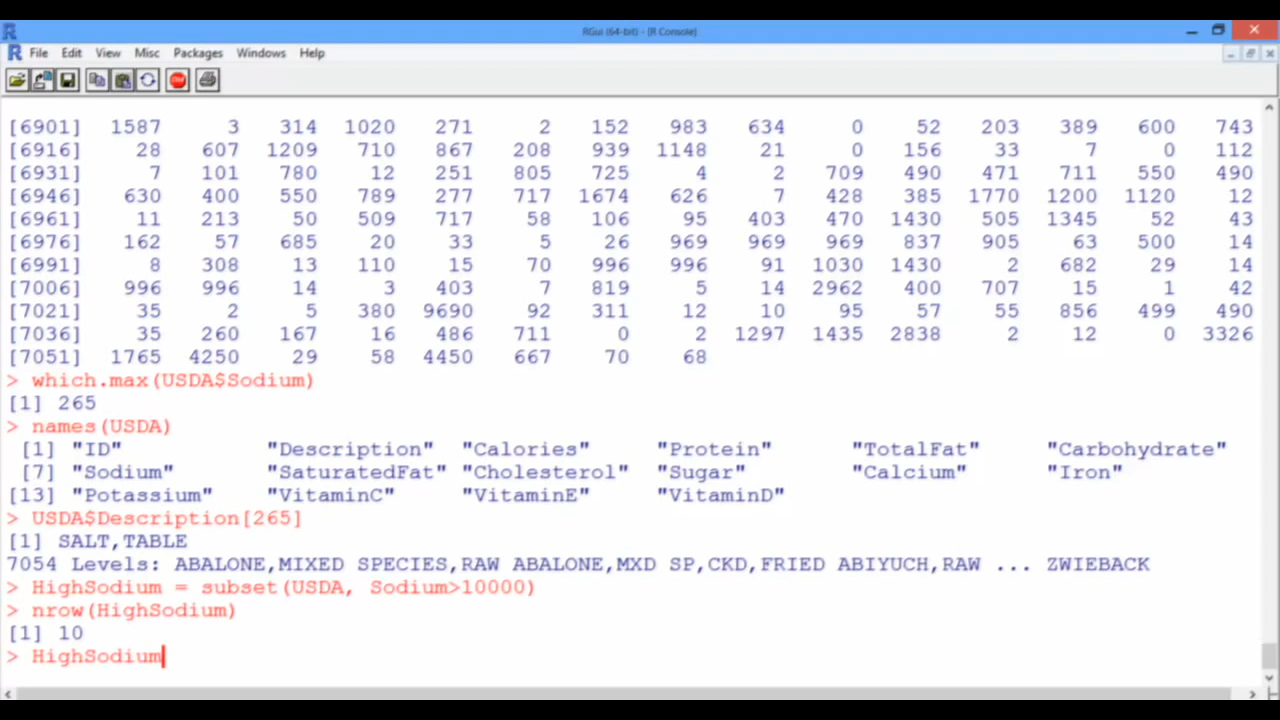 RGui (64-bit) - [R Console]
File Edit View Misc Packages Windows Help
[6901] 1587 3 314 1020 271 2 152 983 634 0 52 203 389 600 743
[6916] 28 607 1209 710 867 208 939 1148 21 0 156 33 7 0 112
[6931] 7 101 780 12 251 805 725 4 2 709 490 471 711 550 490
[6946] 630 400 550 789 277 717 1674 626 7 428 385 1770 1200 1120 12
[6961] 11 213 50 509 717 58 106 95 403 470 1430 505 1345 52 43
[6976] 162 57 685 20 33 5 26 969 969 969 837 905 63 500 14
[6991] 8 308 13 110 15 70 996 996 91 1030 1430 2 682 29 14
[7006] 996 996 14 3 403 7 819 5 14 2962 400 707 15 1 42
[7021] 35 2 5 380 9690 92 311 12 10 95 57 55 856 499 490
[7036] 35 260 167 16 486 711 0 2 1297 1435 2838 2 12 0 3326
[7051] 1765 4250 29 58 4450 667 70 68
> which.max(USDA$Sodium)
[1] 265
> names(USDA)
[1] "ID" "Description" "Calories" "Protein" "TotalFat" "Carbohydrate"
[7] "Sodium" "SaturatedFat" "Cholesterol" "Sugar" "Calcium" "Iron"
[13] "Potassium" "VitaminC" "VitaminE" "VitaminD"
> USDA$Description[265]
[1] SALT,TABLE
7054 Levels: ABALONE,MIXED SPECIES,RAW ABALONE,MXD SP,CKD,FRIED ABIYUCH,RAW ... ZWIEBACK
> HighSodium = subset(USDA, Sodium>10000)
> nrow(HighSodium)
[1] 10
> HighSodium